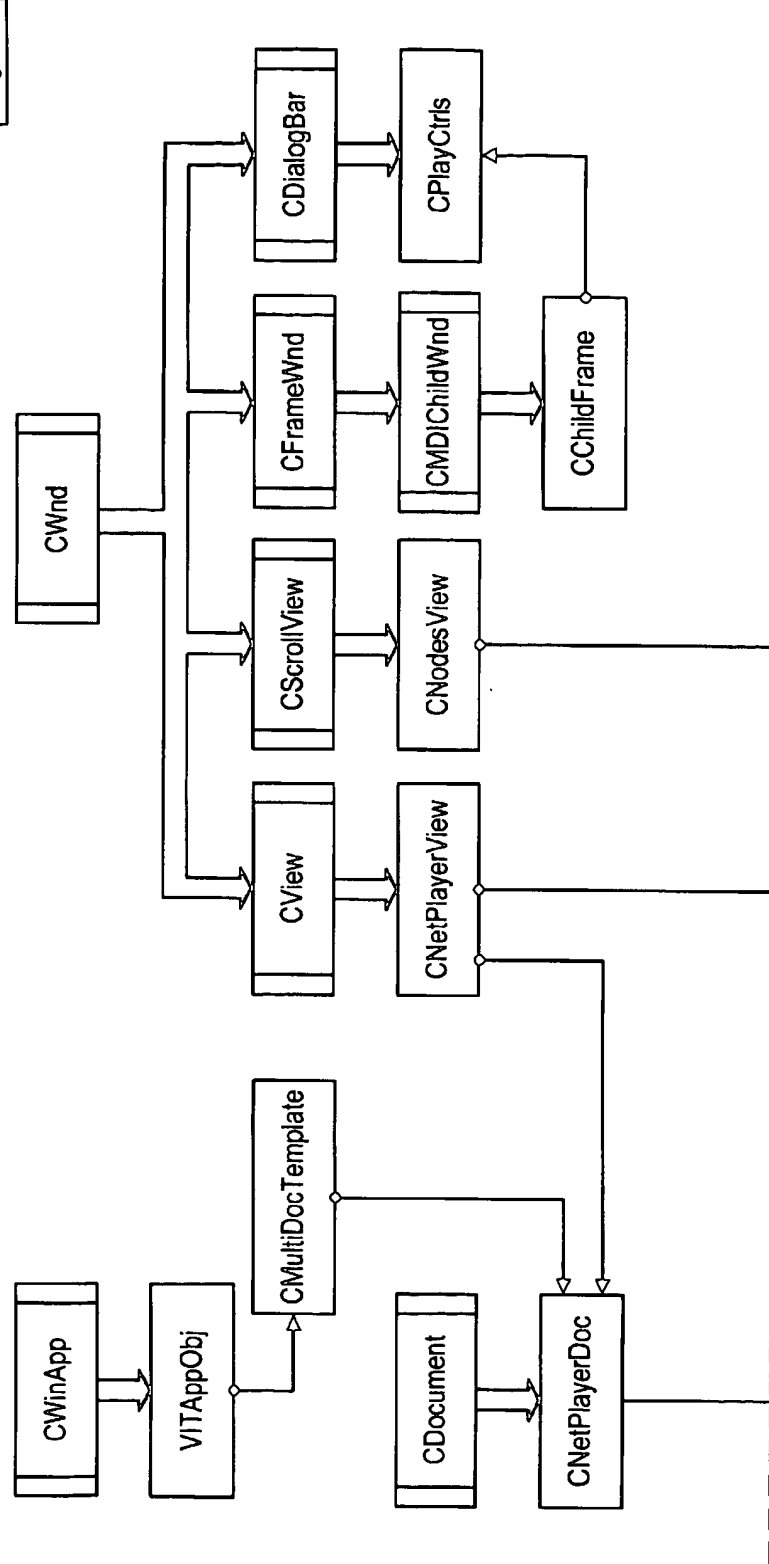 CWinApp
VITAppObj
CMultiDocTemplate
CDocument
CNetPlayerDoc
CWnd
CView
CNetPlayerView
CScrollView
CNodesView
CFrameWnd
CMDIChildWnd
CChildFrame
CDialogBar
CPlayCtrls